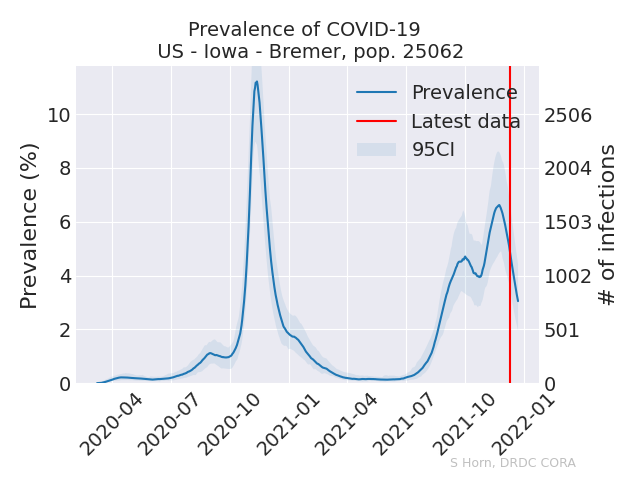 Prevalence of COVID-19
US - Iowa - Bremer, pop. 25062
Prevalence (%)
10
8
6
4
2
0
Prevalence
Latest data
95CI
2506
2004
1503
1002
501
0
# of infections
2020-04
2020-07
2020-10
2021-01
2021-04
2021-07
2021-10
2022-01
S Horn, DRDC CORA